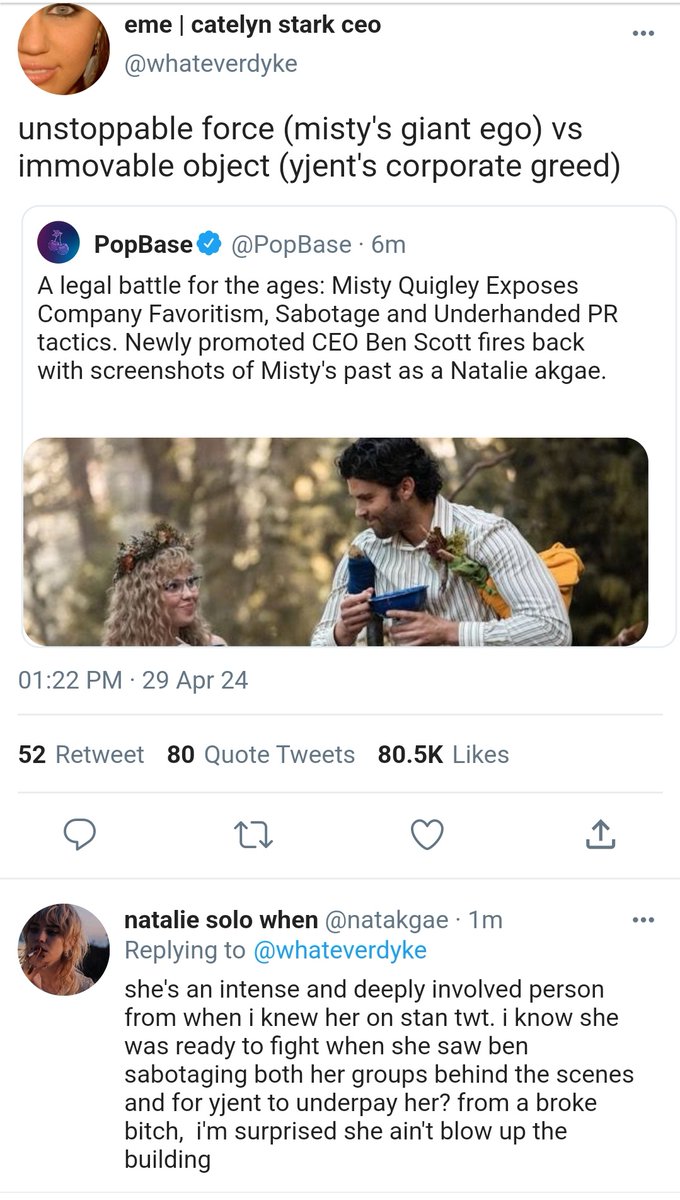 eme | catelyn stark ceo
@whateverdyke
unstoppable force (misty's giant ego) vs
immovable object (yjent's corporate greed)
PopBase @PopBase · 6m
A legal battle for the ages: Misty Quigley Exposes
Company Favoritism, Sabotage and Underhanded PR
tactics. Newly promoted CEO Ben Scott fires back
with screenshots of Misty's past as a Natalie akgae.
01:22 PM · 29 Apr 24
52 Retweet 80 Quote Tweets 80.5K Likes
natalie solo when @natakgae · 1m
Replying to @whateverdyke
she's an intense and deeply involved person
from when i knew her on stan twt. i know she
was ready to fight when she saw ben
sabotaging both her groups behind the scenes
and for yjent to underpay her? from a broke
bitch, i'm surprised she ain't blow up the
building